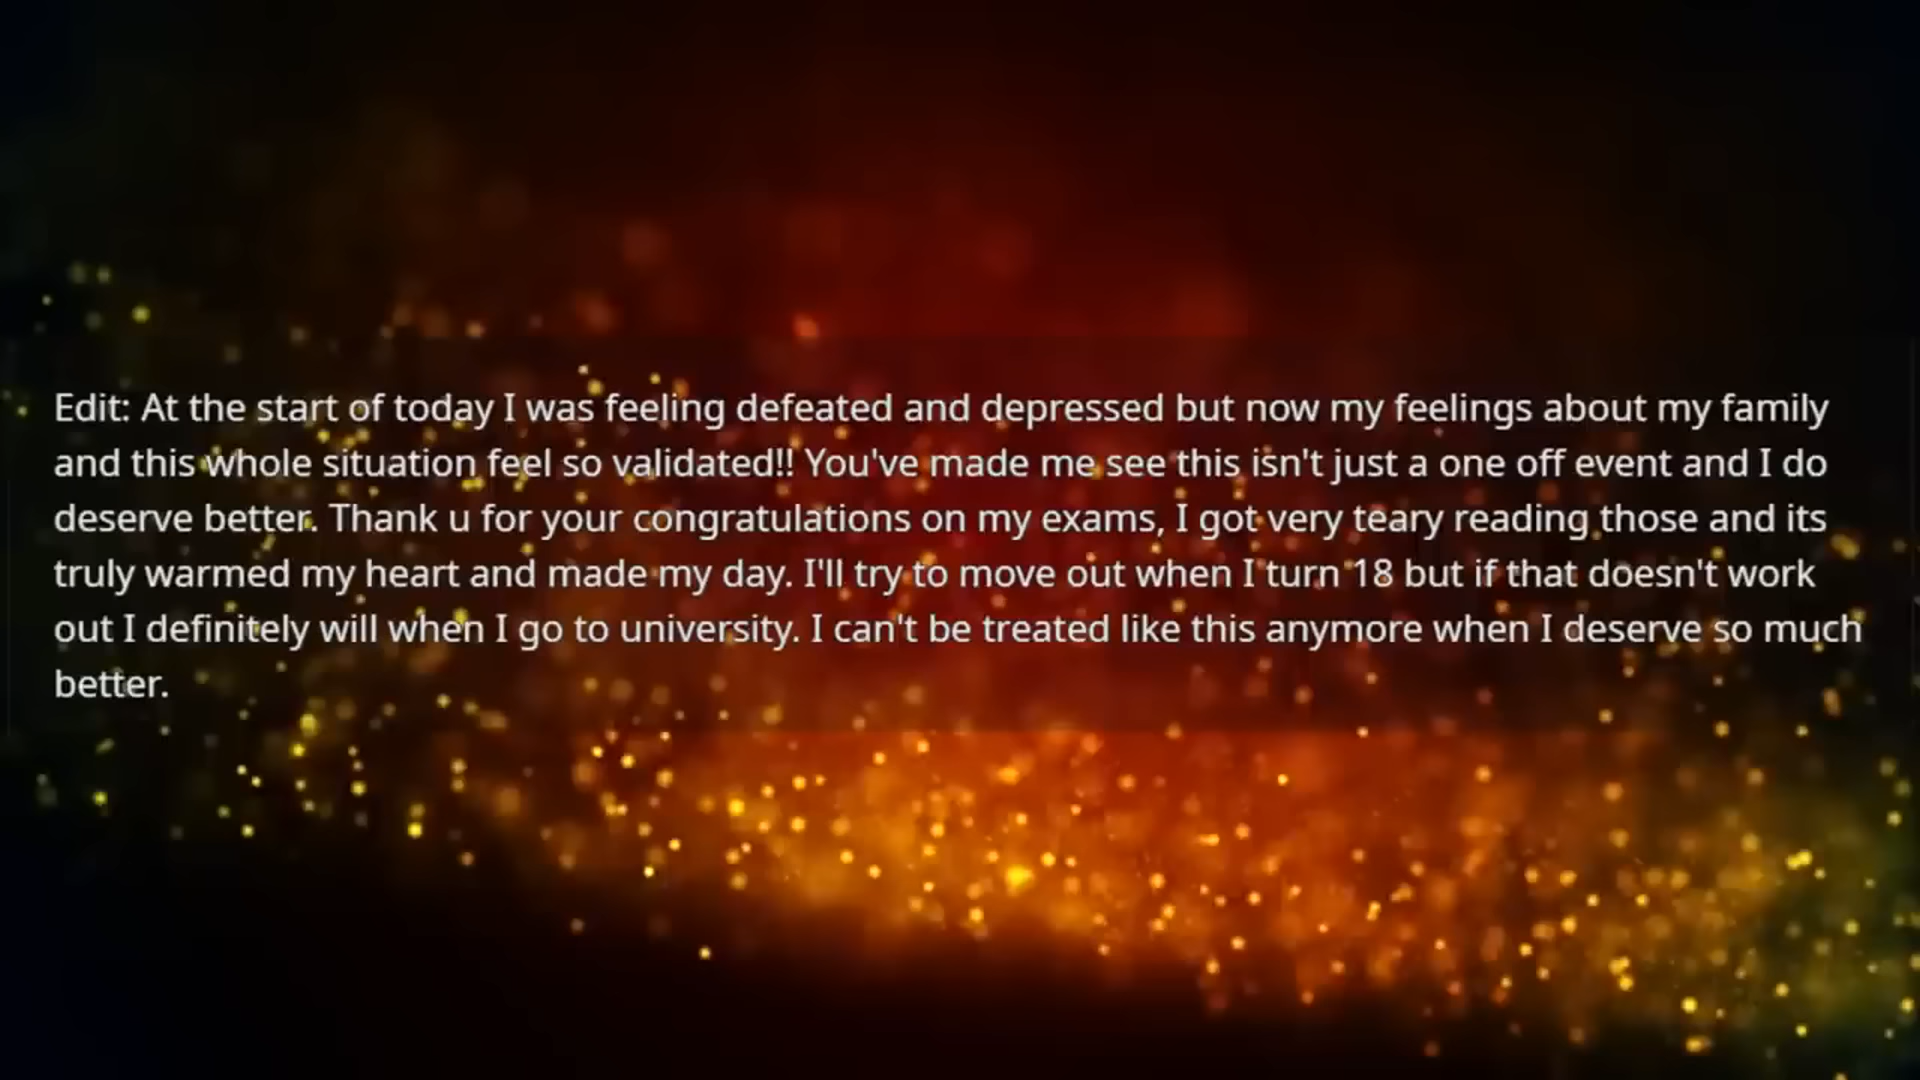 Edit: At the start of today I was feeling defeated and depressed but now my feelings about my family
and this whole situation feel so validated!! You've made me see this isn't just a one off event and I do
deserve better. Thank u for your congratulations on my exams, I got very teary reading those and its
truly warmed my heart and made my day. I'll try to move out when I turn 18 but if that doesn't work
out I definitely will when I go to university. I can't be treated like this anymore when I deserve so much
better.